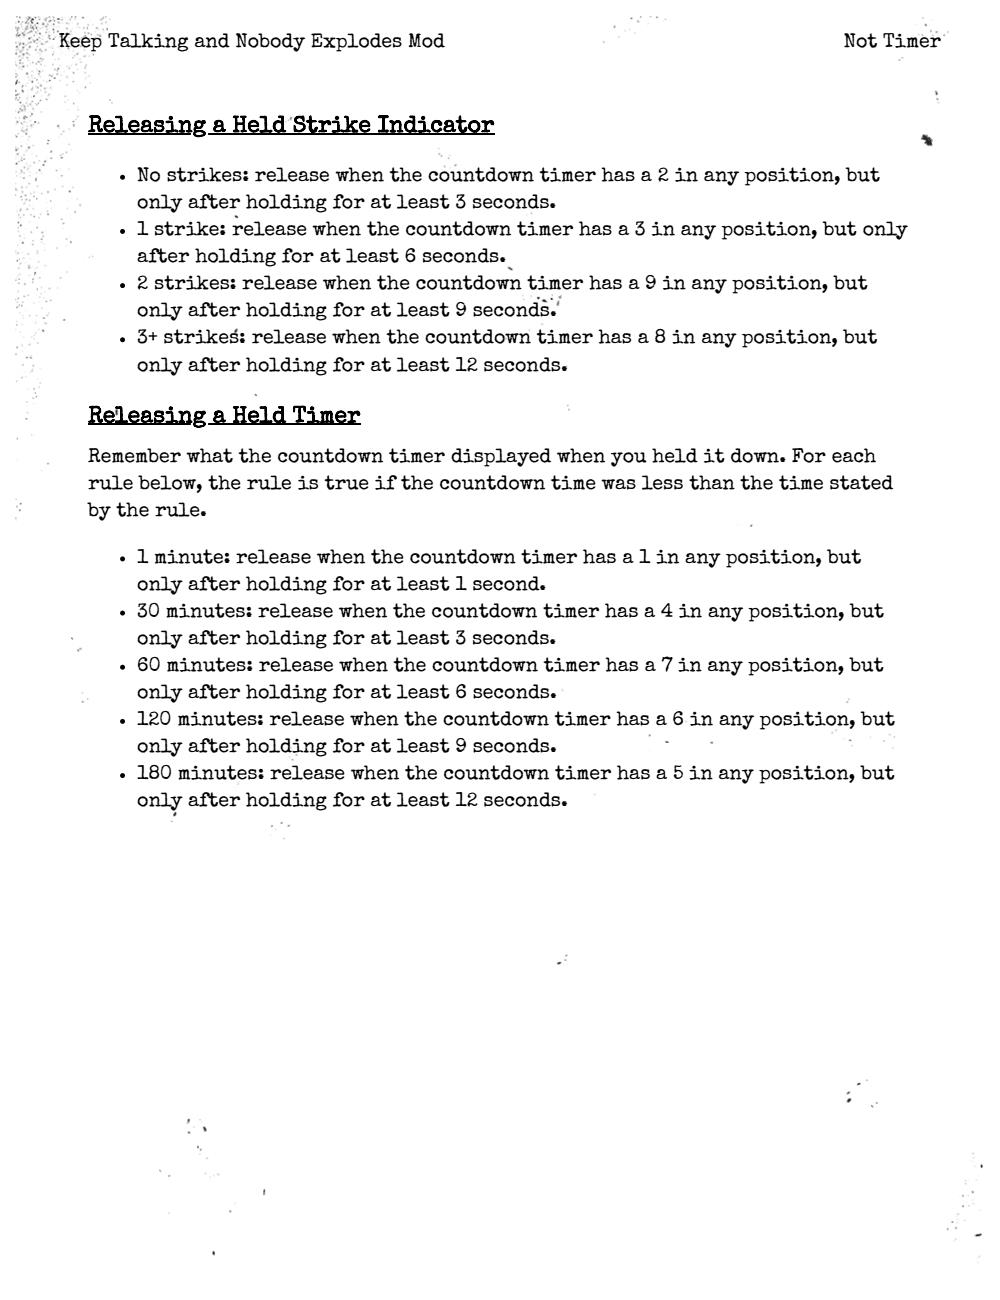 Keep Talking and Nobody Explodes Mod
Not Timer
Releasing a Held Strike Indicator
• No strikes: release when the countdown timer has a 2 in any position, but
only after holding for at least 3 seconds.
• 1 strike: release when the countdown timer has a 3 in any position, but only
after holding for at least 6 seconds.
• 2 strikes: release when the countdown timer has a 9 in any position, but
only after holding for at least 9 seconds.
• 3+ strikes: release when the countdown timer has a 8 in any position, but
only after holding for at least 12 seconds.
Releasing a Held Timer
Remember what the countdown timer displayed when you held it down. For each
rule below, the rule is true if the countdown time was less than the time stated
by the rule.
• 1 minute: release when the countdown timer has a 1 in any position, but
only after holding for at least 1 second.
• 30 minutes: release when the countdown timer has a 4 in any position, but
only after holding for at least 3 seconds.
• 60 minutes: release when the countdown timer has a 7 in any position, but
only after holding for at least 6 seconds.
• 120 minutes: release when the countdown timer has a 6 in any position, but
only after holding for at least 9 seconds.
• 180 minutes: release when the countdown timer has a 5 in any position, but
only after holding for at least 12 seconds.